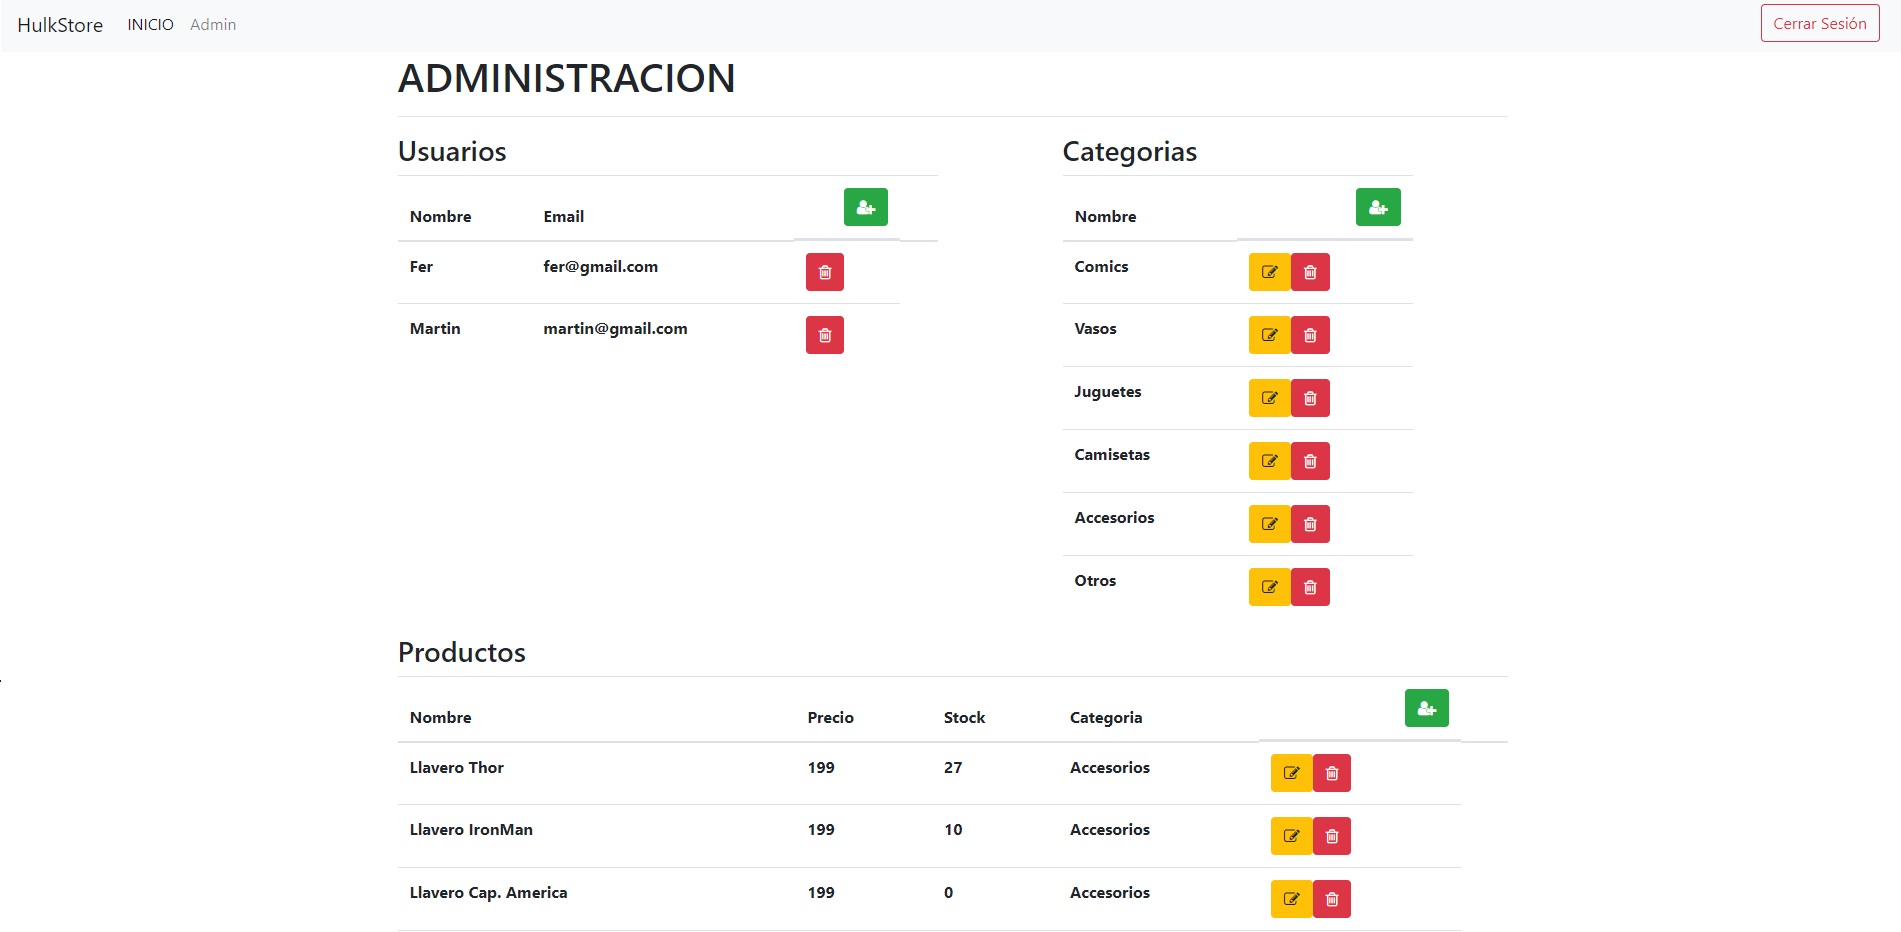 HulkStore INICIO Admin Cerrar Sesión
ADMINISTRACION
Usuarios
Nombre Email
Fer fer@gmail.com
Martin martin@gmail.com
Categorias
Nombre
Comics
Vasos
Juguetes
Camisetas
Accesorios
Otros
Productos
Nombre Precio Stock Categoria
Llavero Thor 199 27 Accesorios
Llavero IronMan 199 10 Accesorios
Llavero Cap. America 199 0 Accesorios